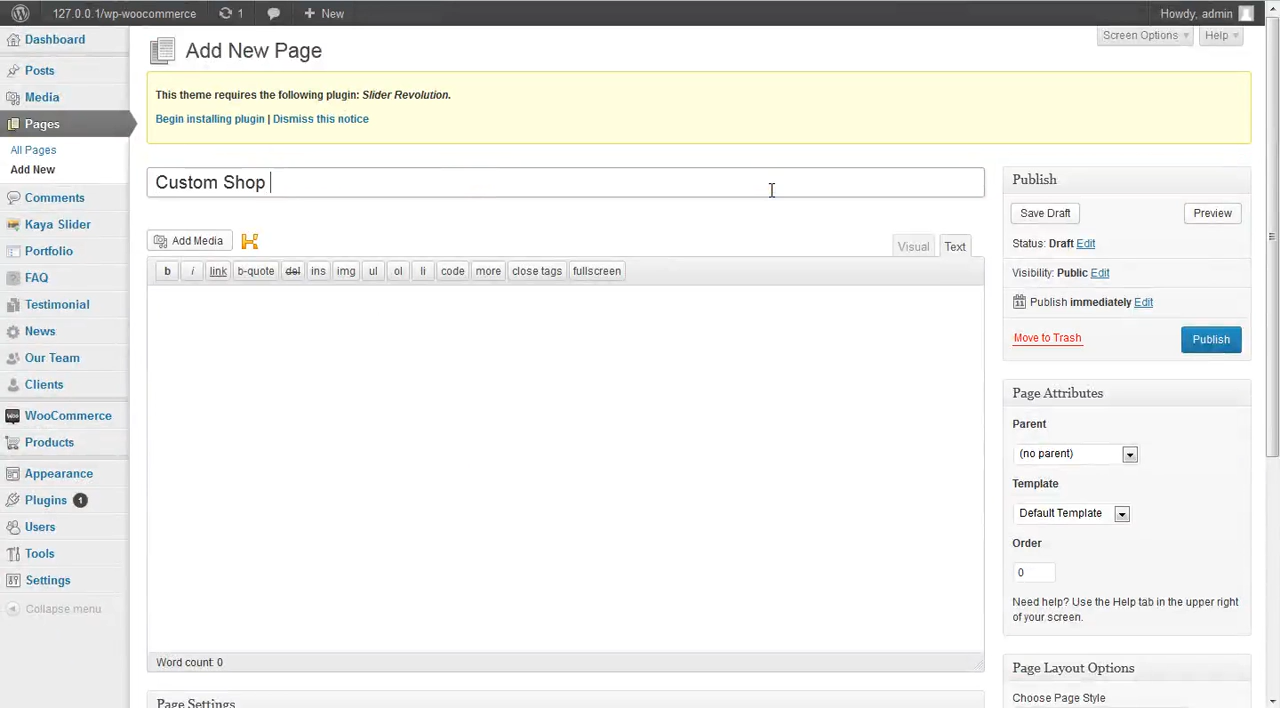 127.0.0.1/wp-woocommerce
1
New
Howdy, admin
Dashboard
Posts
Media
Pages
All Pages
Add New
Comments
Kaya Slider
Portfolio
FAQ
Testimonial
News
Our Team
Clients
WooCommerce
Products
Appearance
Plugins 1
Users
Tools
Settings
Collapse menu
Screen Options
Help
Add New Page
This theme requires the following plugin: Slider Revolution.
Begin installing plugin | Dismiss this notice
Custom Shop
Add Media
Visual
Text
b
i
link
b-quote
del
ins
img
ul
ol
li
code
more
close tags
fullscreen
Word count: 0
Page Settings
Publish
Save Draft
Preview
Status: Draft Edit
Visibility: Public Edit
Publish immediately Edit
Move to Trash
Publish
Page Attributes
Parent
(no parent)
Template
Default Template
Order
0
Need help? Use the Help tab in the upper right
of your screen.
Page Layout Options
Choose Page Style